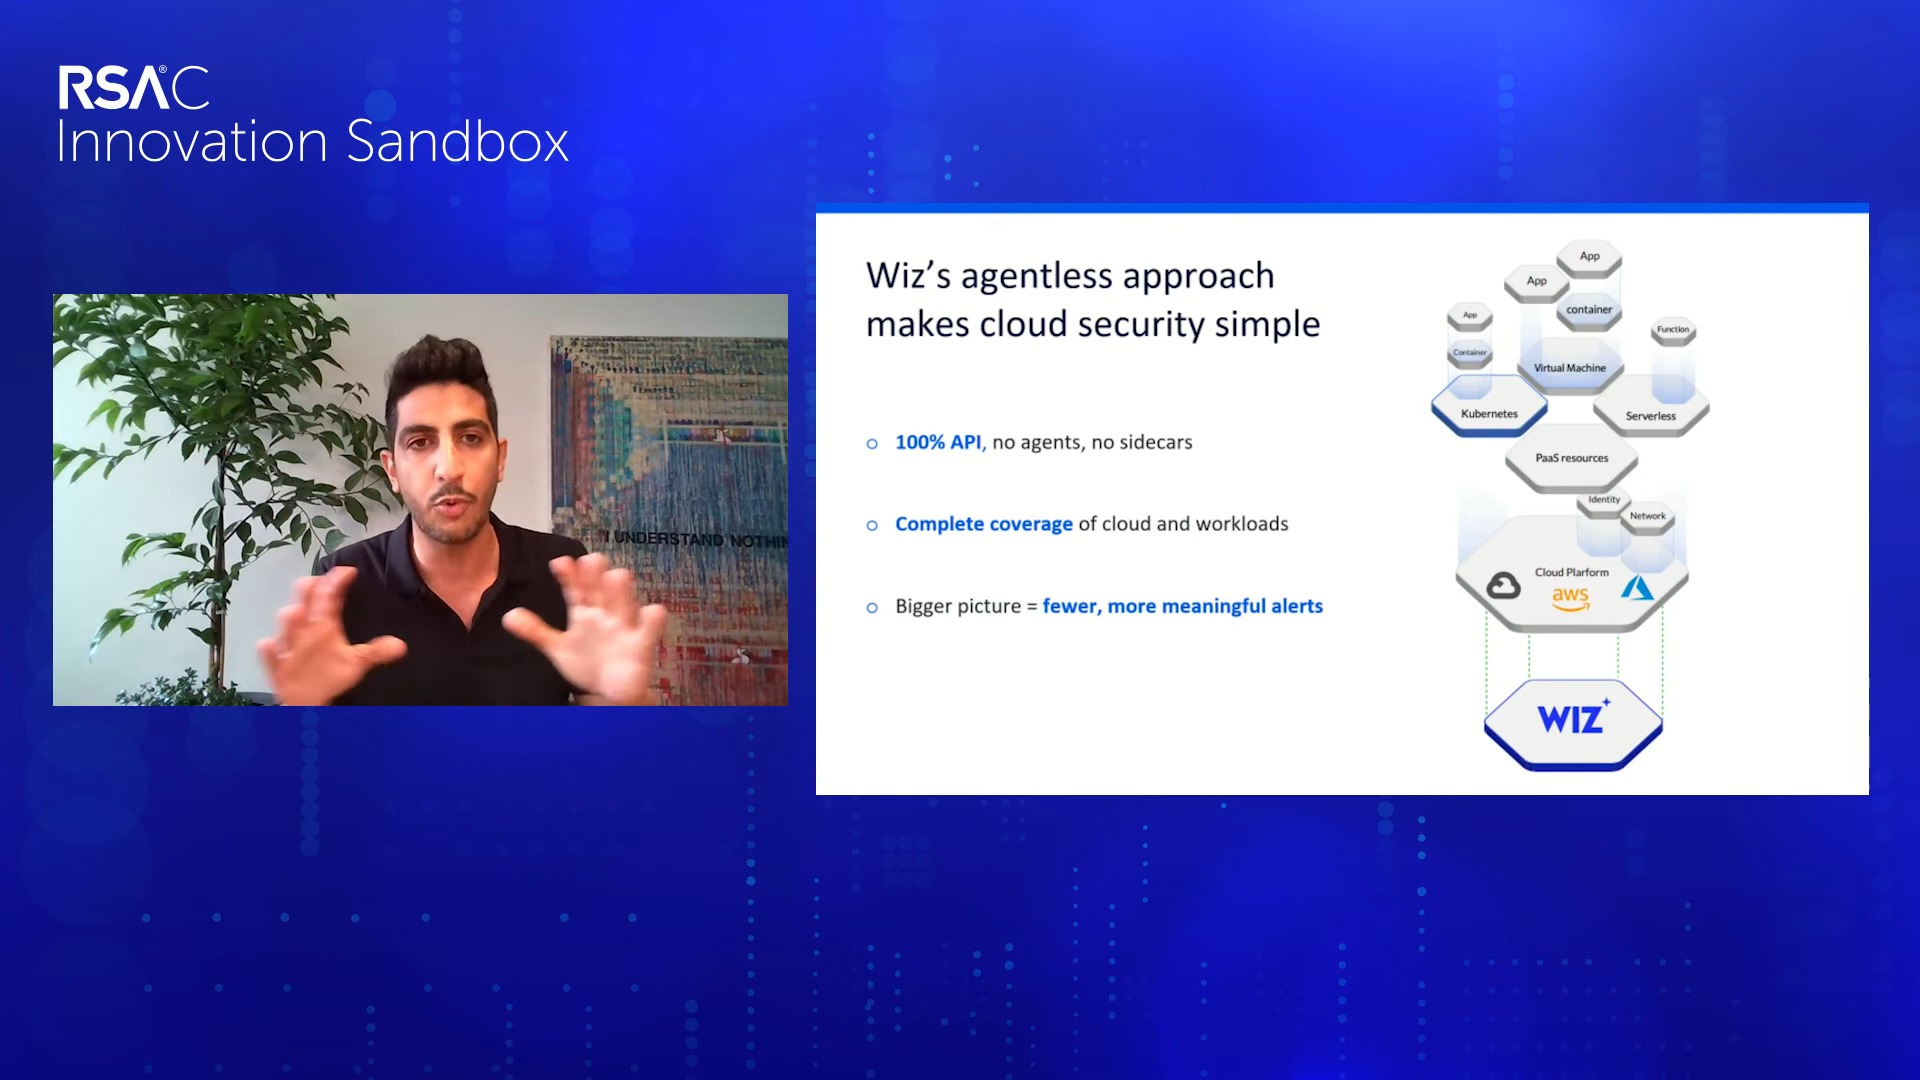 RSA®C
Innovation Sandbox
Wiz’s agentless approach
makes cloud security simple
100% API, no agents, no sidecars
Complete coverage of cloud and workloads
Bigger picture = fewer, more meaningful alerts
App
App
container
App
Container
Function
Virtual Machine
Kubernetes
Serverless
PaaS resources
Identity
Network
Cloud Plarform
aws
WIZ
I UNDERSTAND NOTHIN